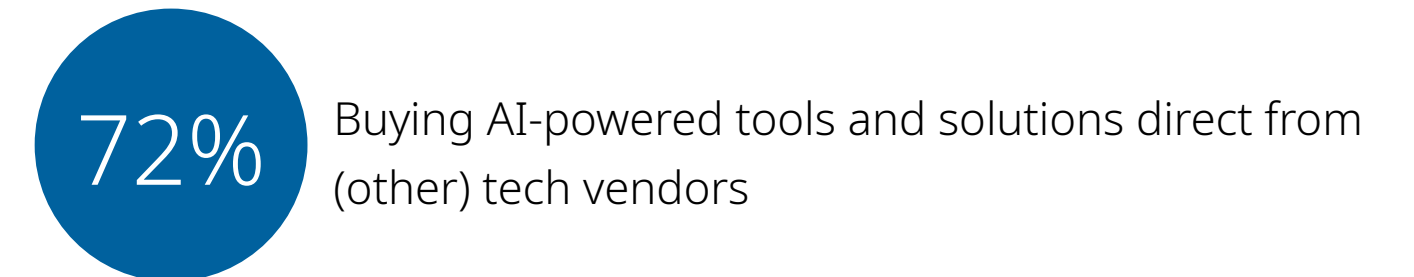 72%
Buying AI-powered tools and solutions direct from
(other) tech vendors